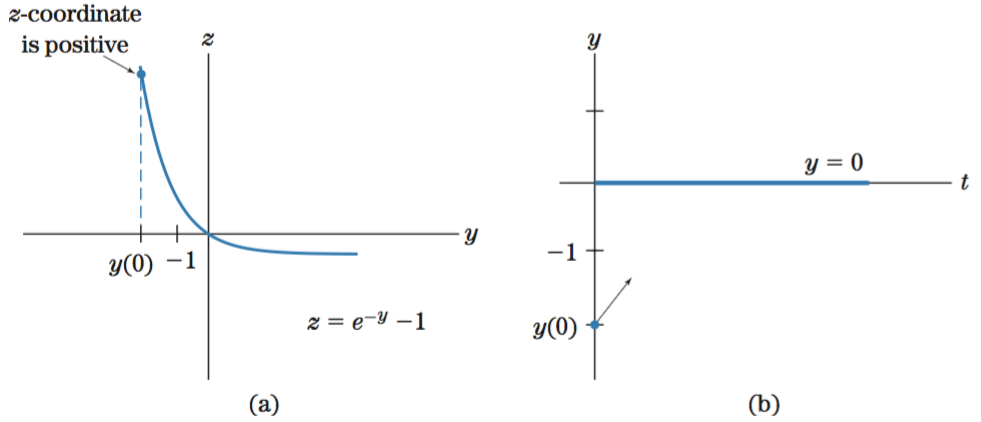 z-coordinate
is positive
z
y
y(0)
−1
z = e^{−y} −1
(a)
y
y = 0
t
−1
y(0)
(b)